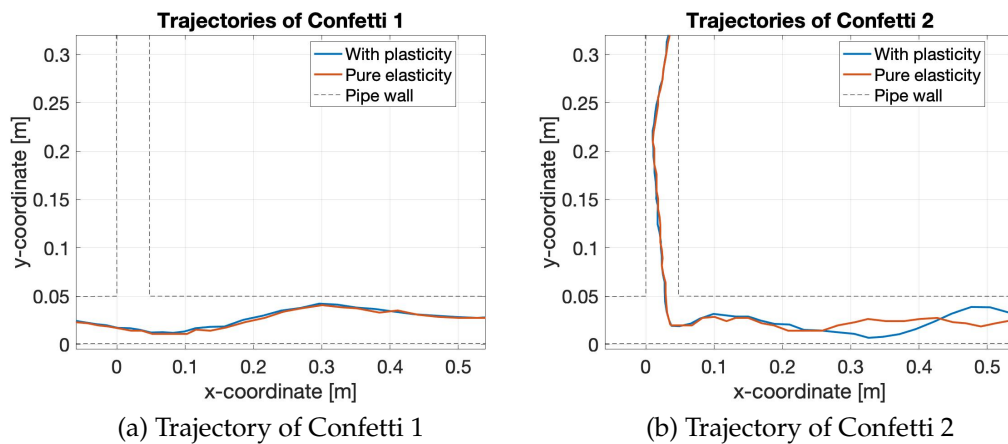 Trajectories of Confetti 1
With plasticity
Pure elasticity
Pipe wall
0.3
0.25
0.2
0.15
0.1
0.05
0
y-coordinate [m]
0 0.1 0.2 0.3 0.4 0.5
x-coordinate [m]
(a) Trajectory of Confetti 1
Trajectories of Confetti 2
With plasticity
Pure elasticity
Pipe wall
0.3
0.25
0.2
0.15
0.1
0.05
0
y-coordinate [m]
0 0.1 0.2 0.3 0.4 0.5
x-coordinate [m]
(b) Trajectory of Confetti 2